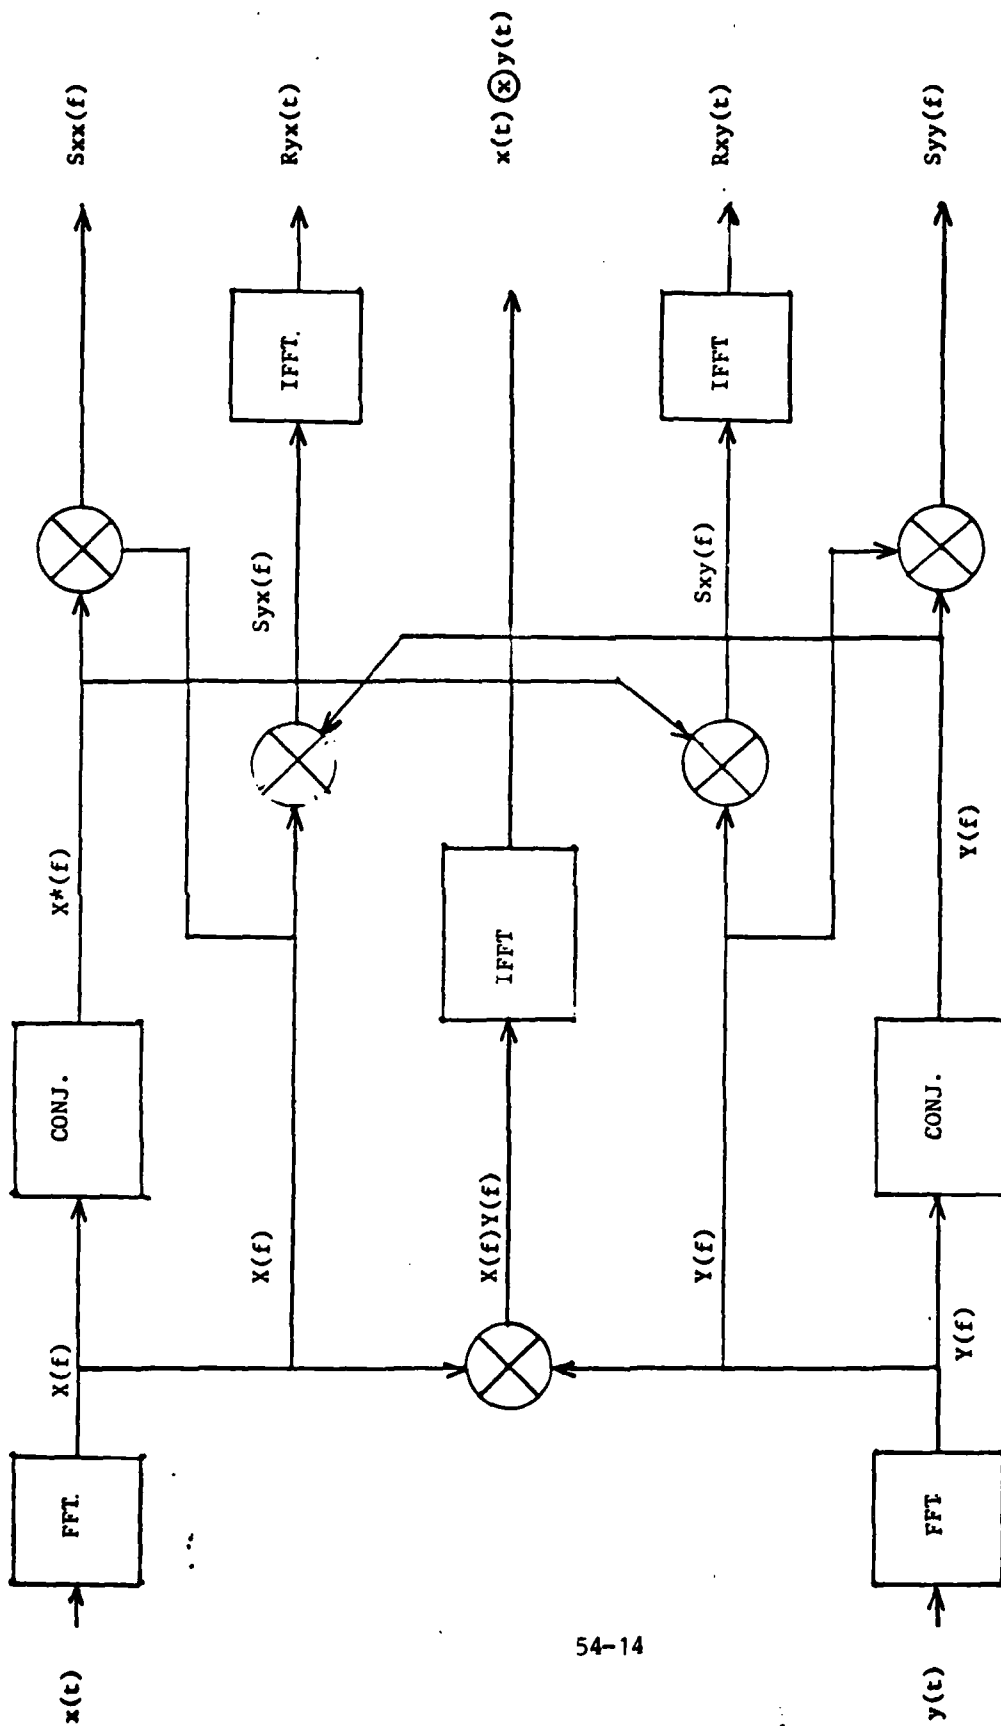 x(t)
FFT.
X(f)
CONJ.
X*(f)
Sxx(f)
X(f)
Syx(f)
IFFT.
Ryx(t)
X(f)Y(f)
IFFT
x(t) ⓧ y(t)
Y(f)
Sxy(f)
IFFT
Rxy(t)
y(t)
FFT
Y(f)
CONJ.
Y(f)
Syy(f)
54-14